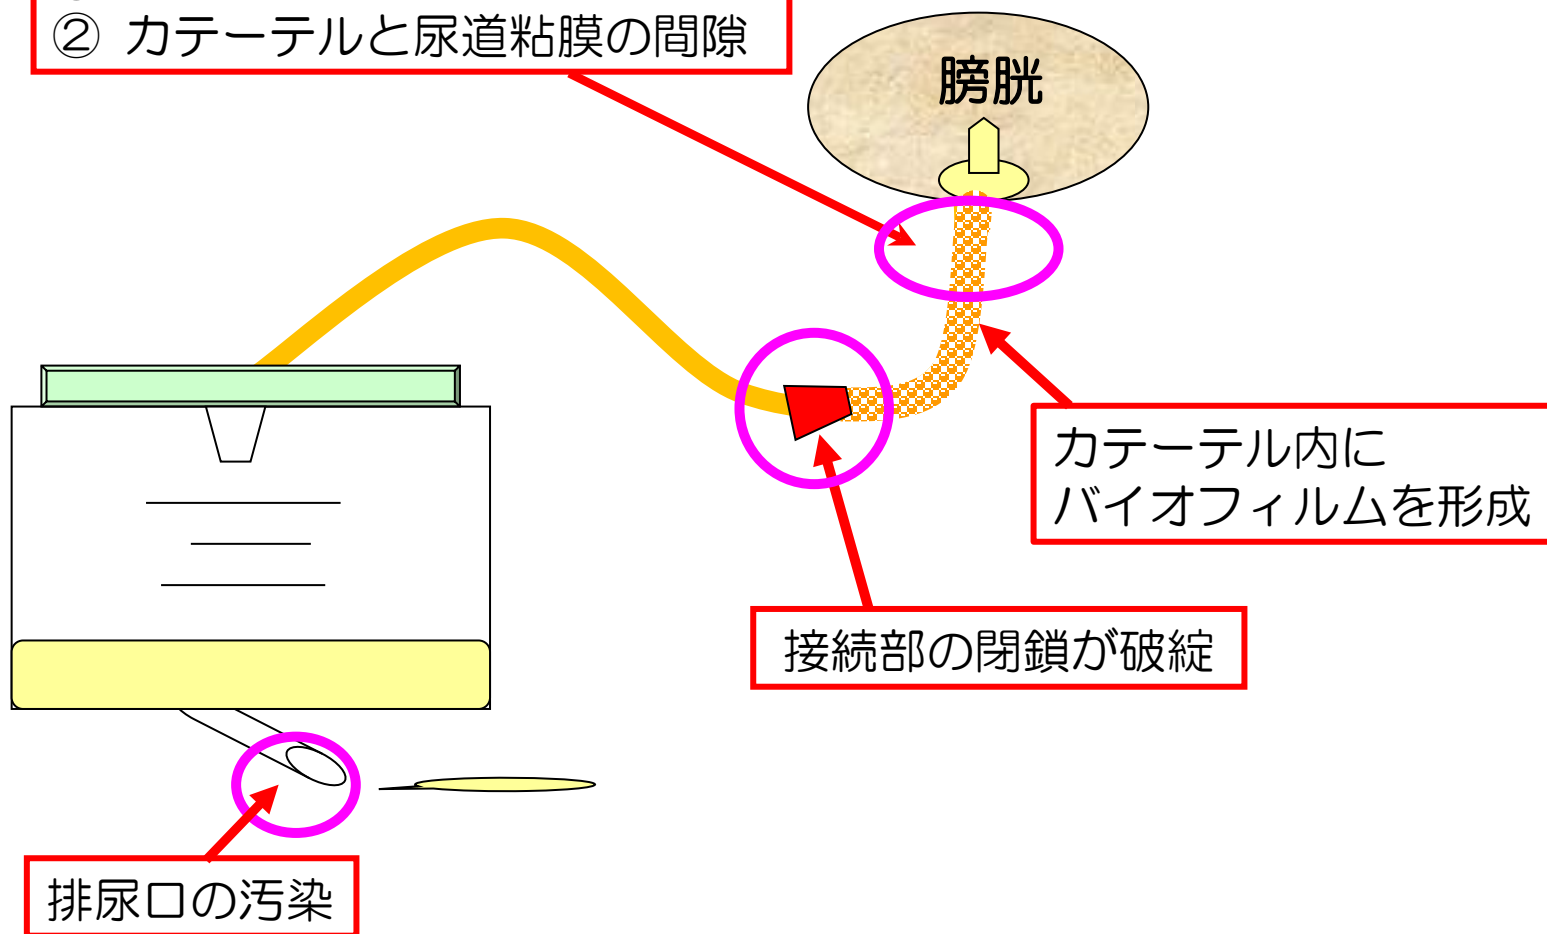 ② カテーテルと尿道粘膜の間隙
膀胱
カテーテル内に
バイオフィルムを形成
接続部の閉鎖が破綻
排尿口の汚染